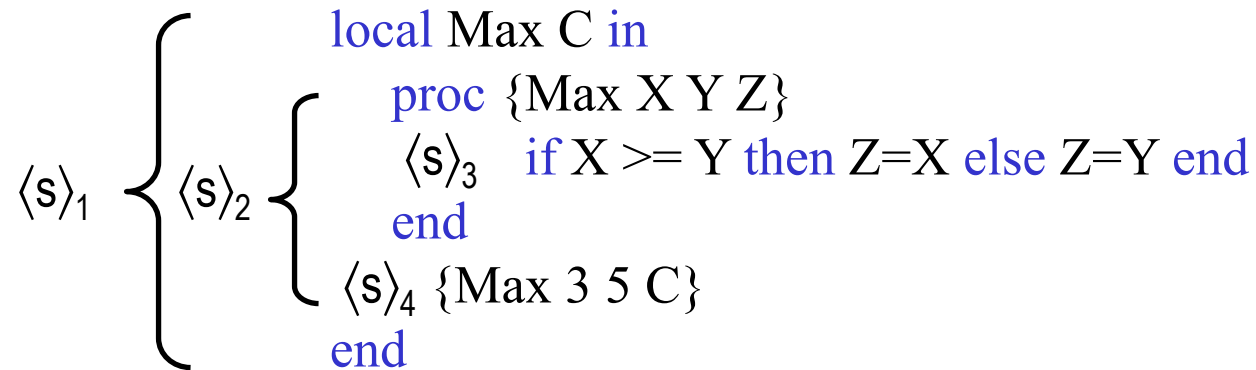 local Max C in
proc {Max X Y Z}
⟨s⟩3 if X >= Y then Z=X else Z=Y end
⟨s⟩1 ⟨s⟩2
end
⟨s⟩4 {Max 3 5 C}
end